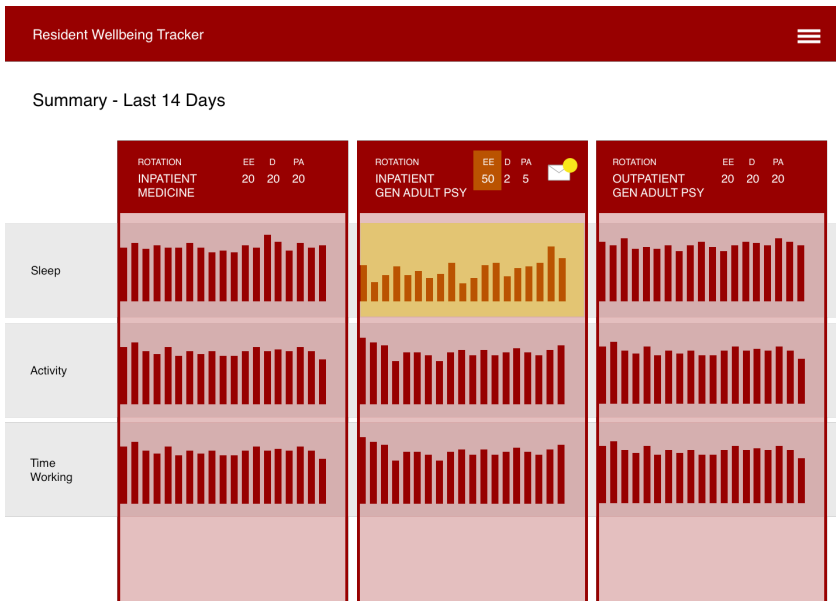 Resident Wellbeing Tracker
Summary - Last 14 Days
ROTATION EE D PA
INPATIENT 20 20 20
MEDICINE
ROTATION EE D PA
INPATIENT 50 2 5
GEN ADULT PSY
ROTATION EE D PA
OUTPATIENT 20 20 20
GEN ADULT PSY
Sleep
Activity
Time
Working